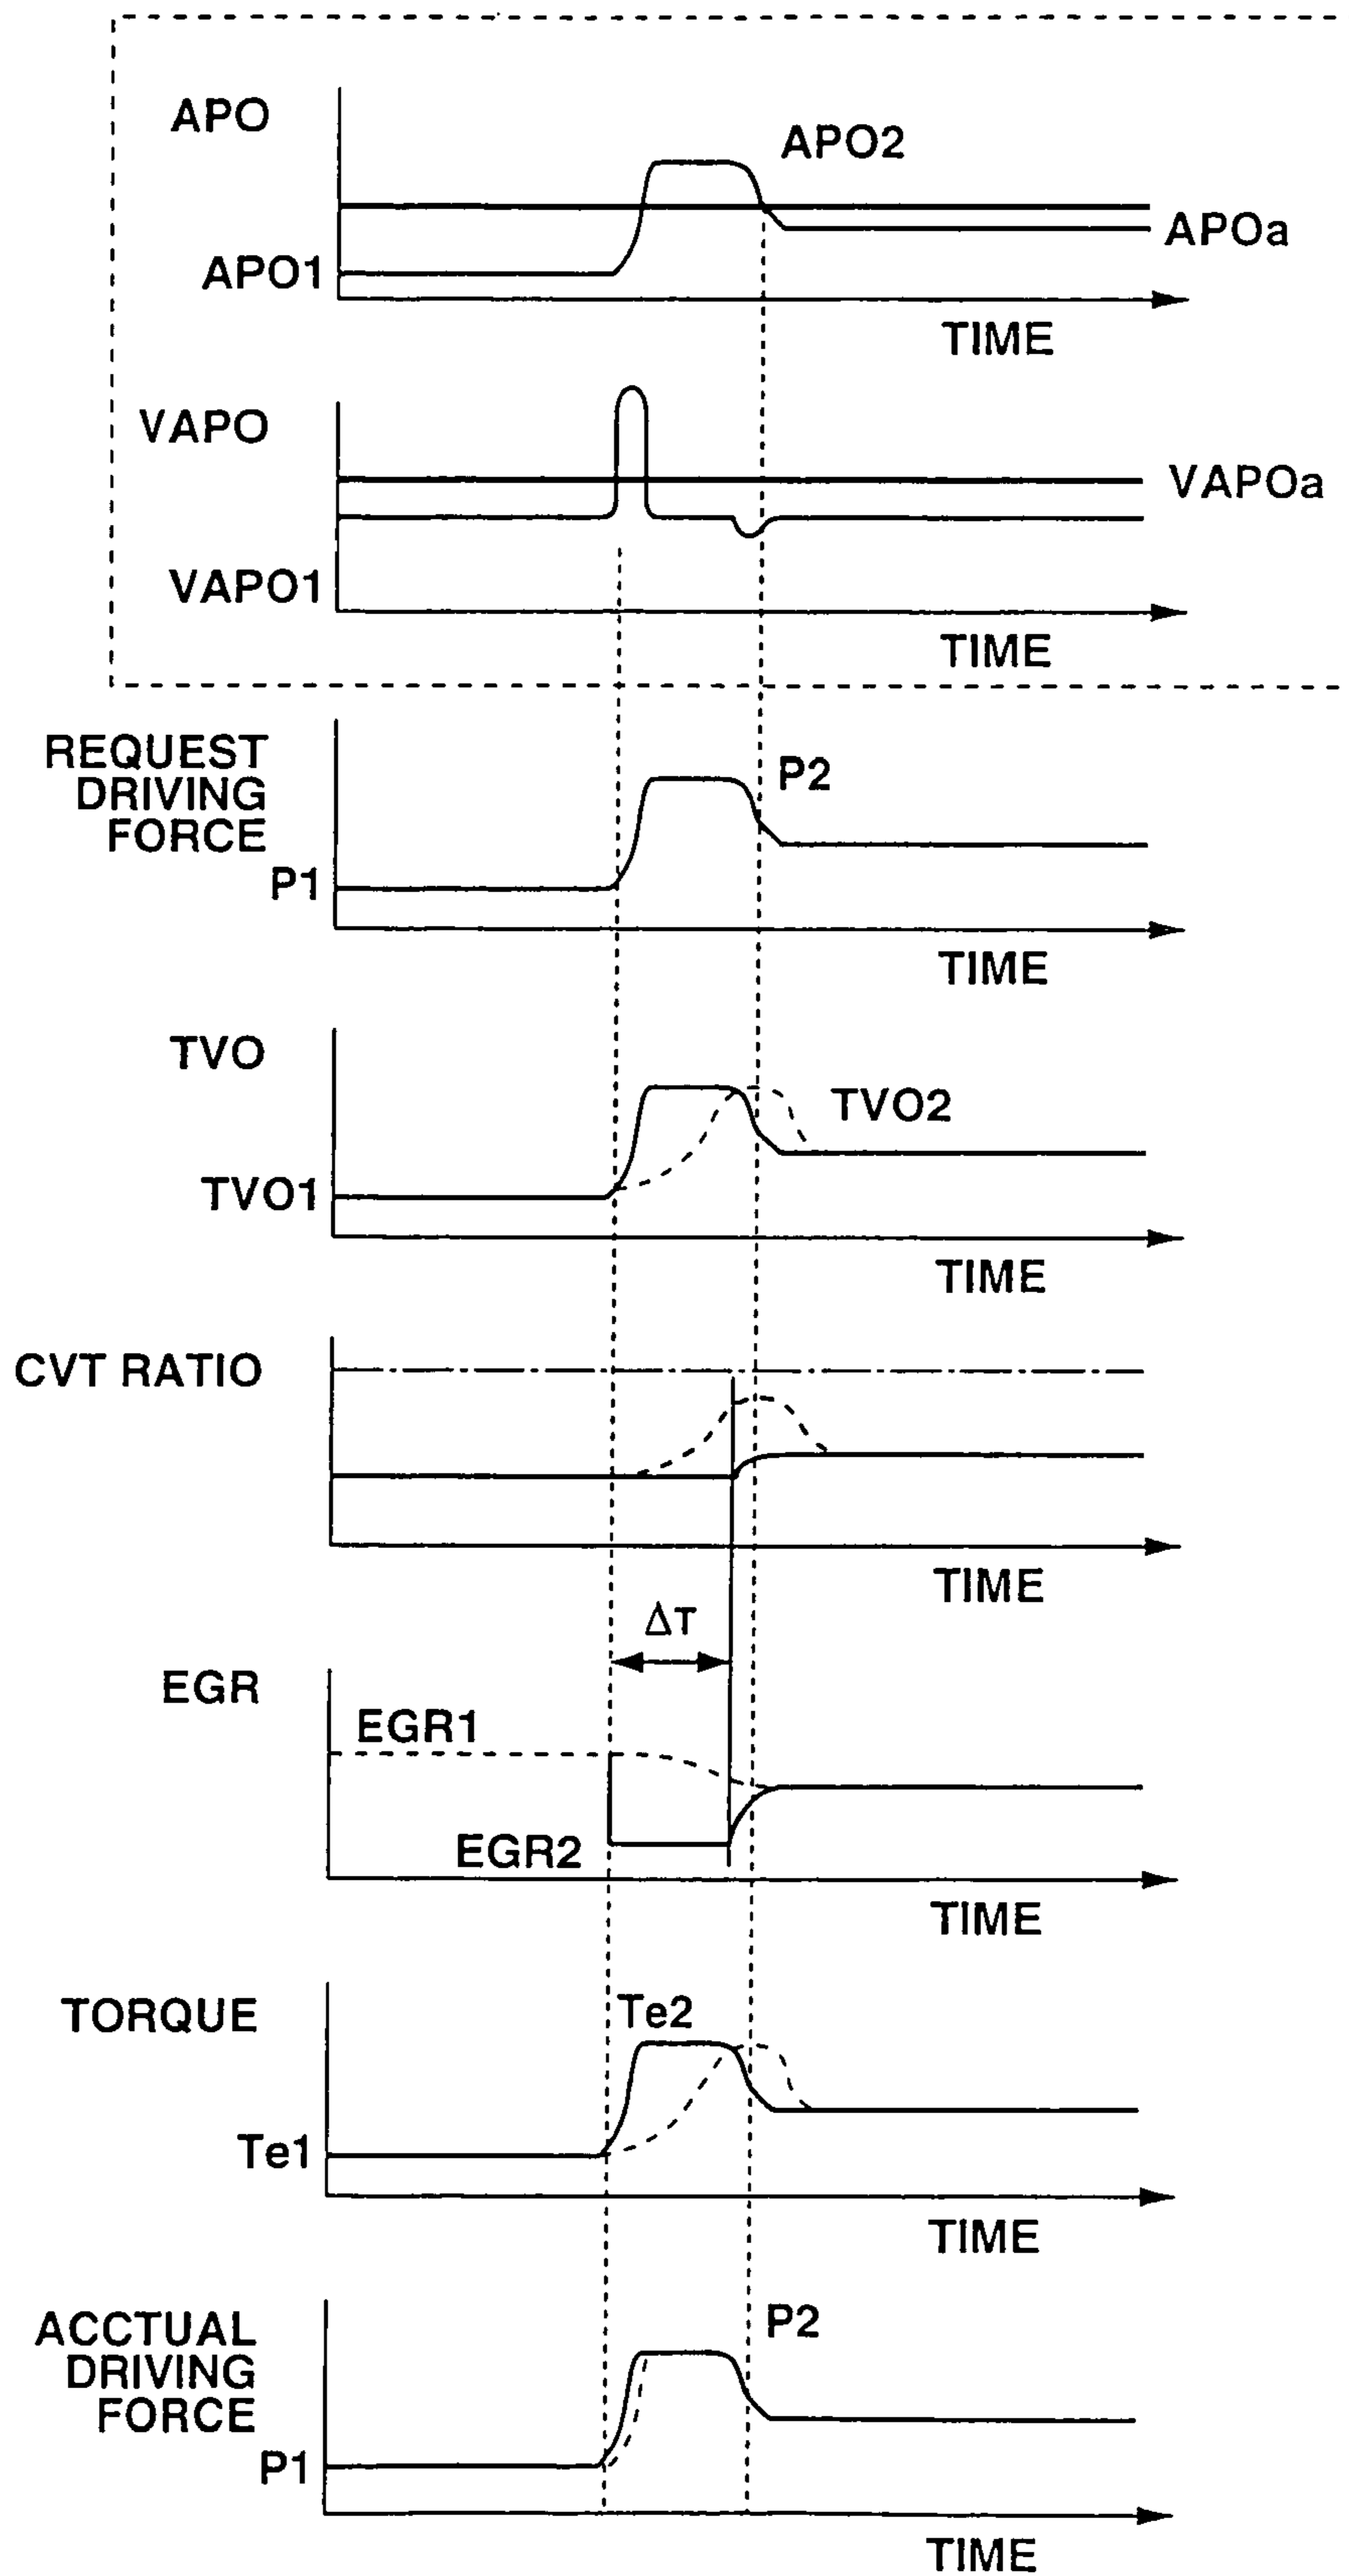 APO
APO2
APOa
APO1
TIME
VAPO
VAPOa
VAPO1
TIME
REQUEST
DRIVING
FORCE
P2
P1
TIME
TVO
TVO2
TVO1
TIME
CVT RATIO
TIME
ΔT
EGR
EGR1
EGR2
TIME
TORQUE
Te2
Te1
TIME
ACCTUAL
DRIVING
FORCE
P2
P1
TIME